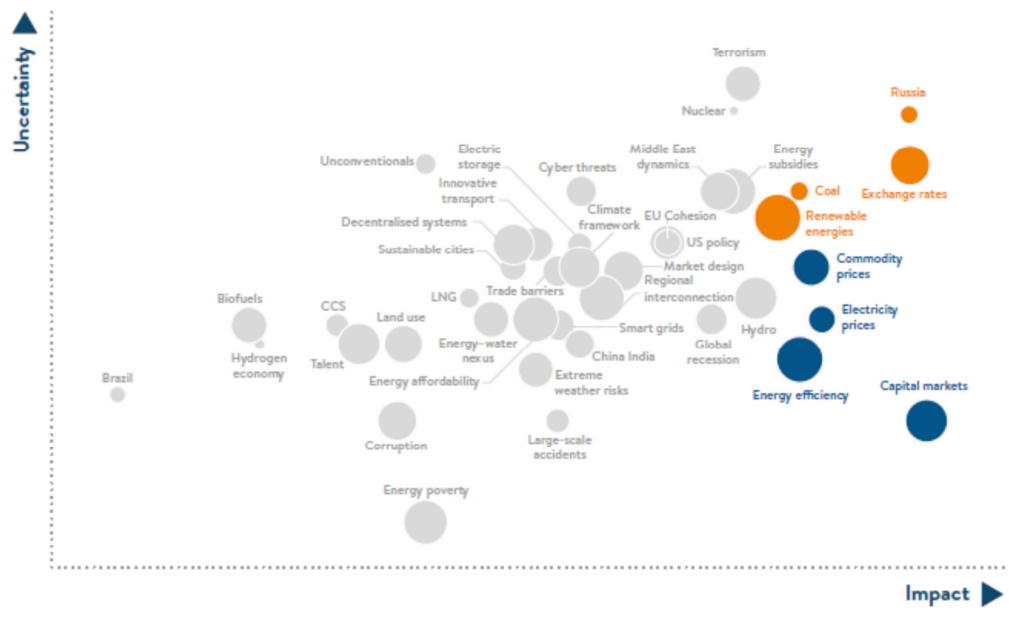 Uncertainty
Terrorism
Russia
Nuclear
Electric
storage
Middle East
dynamics
Energy
subsidies
Unconventionals
Cyber threats
Innovative
transport
Coal
Exchange rates
Climate
framework
EU Cohesion
Renewable
energies
Decentralised systems
US policy
Sustainable cities
Commodity
prices
Market design
Regional
interconnection
Trade barriers
LNG
Biofuels
CCS
Land use
Electricity
prices
Smart grids
Hydro
Energy-water
nexus
Global
recession
China India
Hydrogen
economy
Talent
Brazil
Energy affordability
Extreme
weather risks
Energy efficiency
Capital markets
Corruption
Large-scale
accidents
Energy poverty
Impact